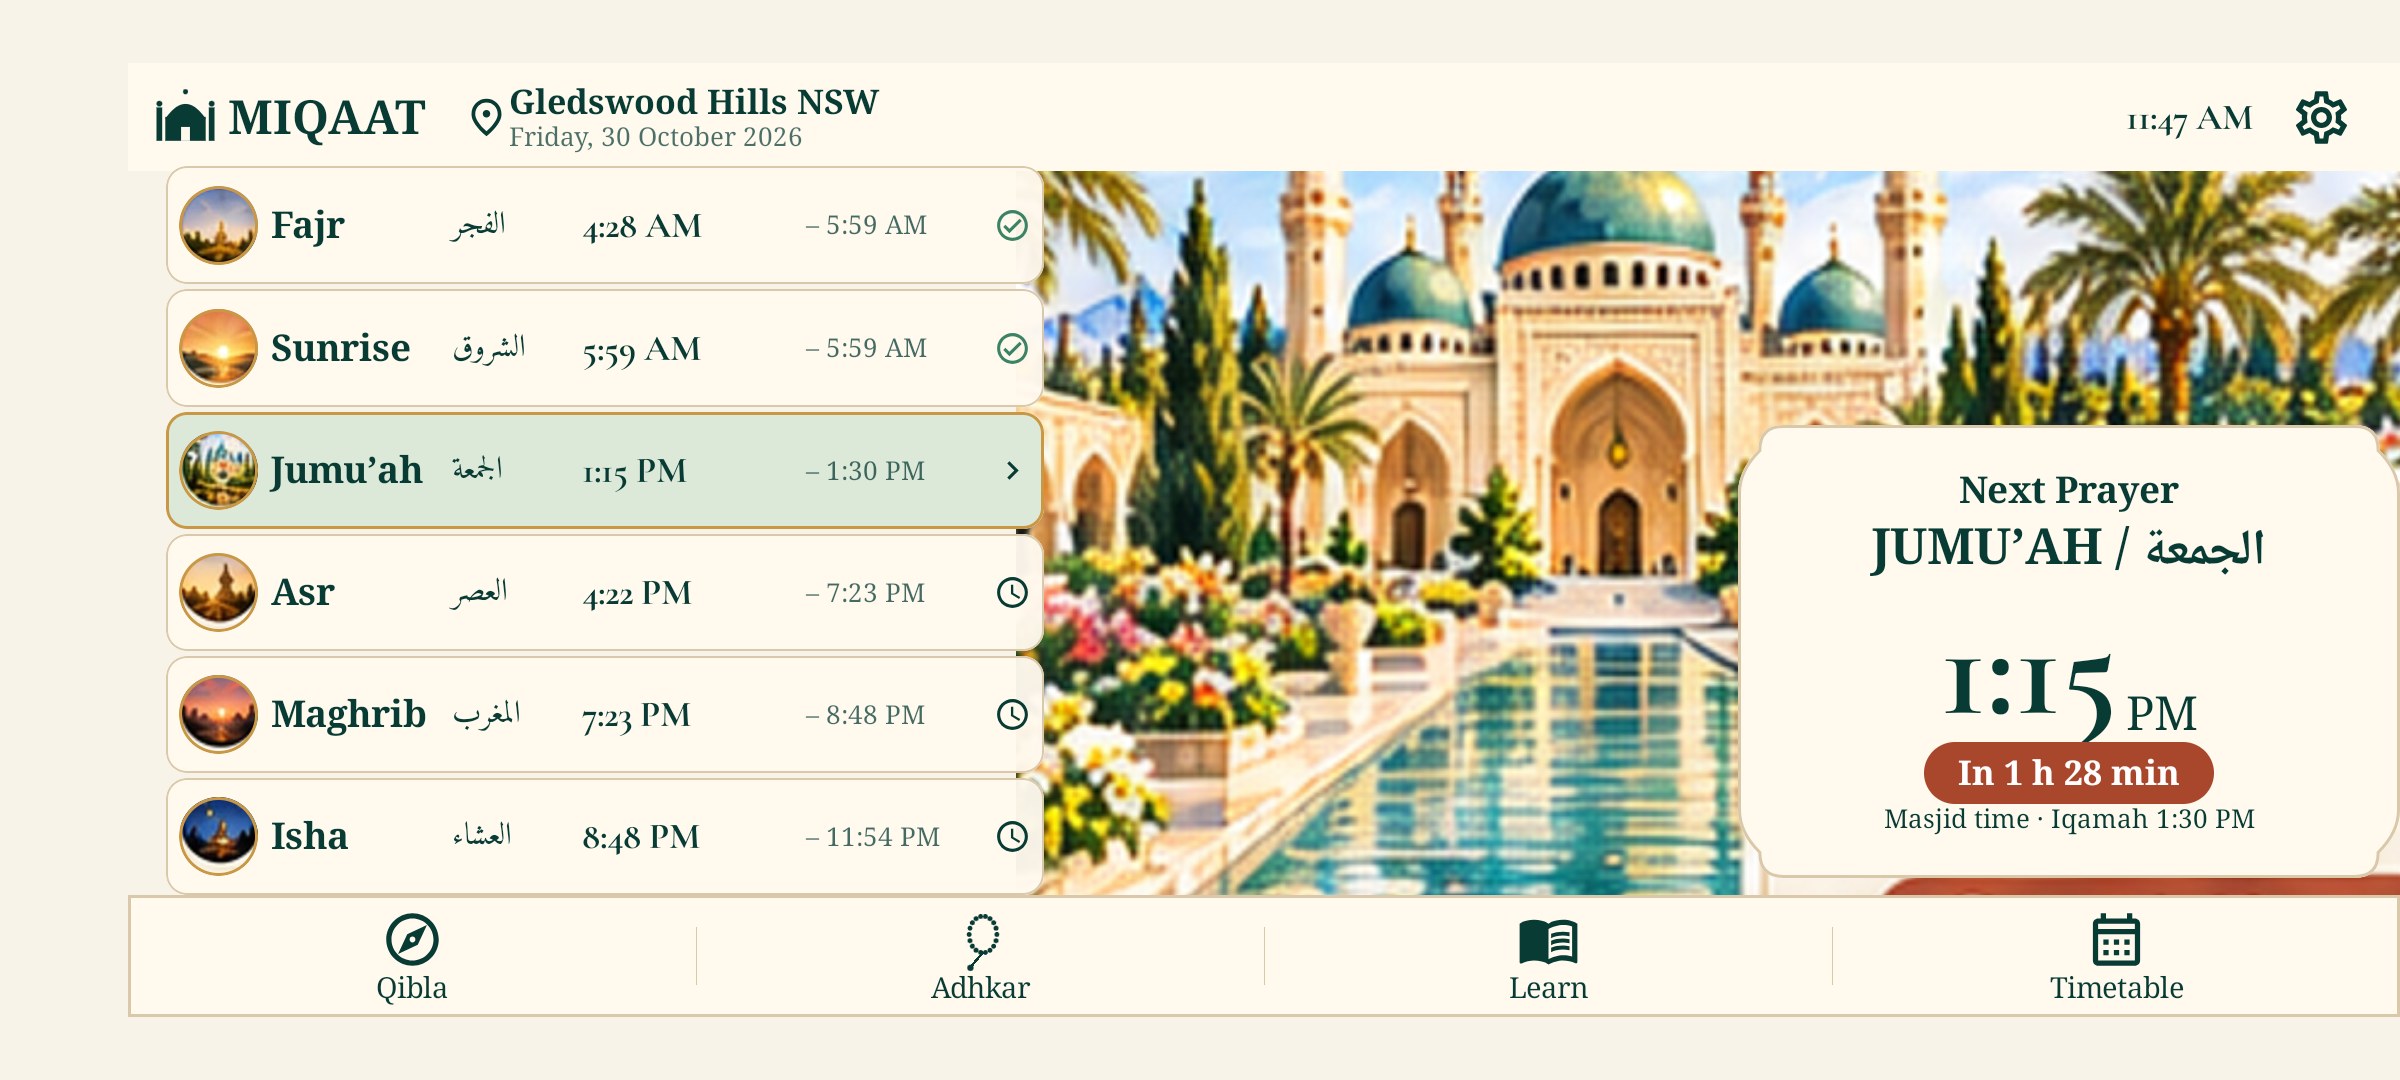 MIQAAT
Gledswood Hills NSW
Friday, 30 October 2026
11:47 AM
Fajr الفجر 4:28 AM – 5:59 AM
Sunrise الشروق 5:59 AM – 5:59 AM
Jumu’ah الجمعة 1:15 PM – 1:30 PM
Asr العصر 4:22 PM – 7:23 PM
Maghrib المغرب 7:23 PM – 8:48 PM
Isha العشاء 8:48 PM – 11:54 PM
Next Prayer
JUMU’AH / الجمعة
1:15 PM
In 1 h 28 min
Masjid time · Iqamah 1:30 PM
Qibla
Adhkar
Learn
Timetable